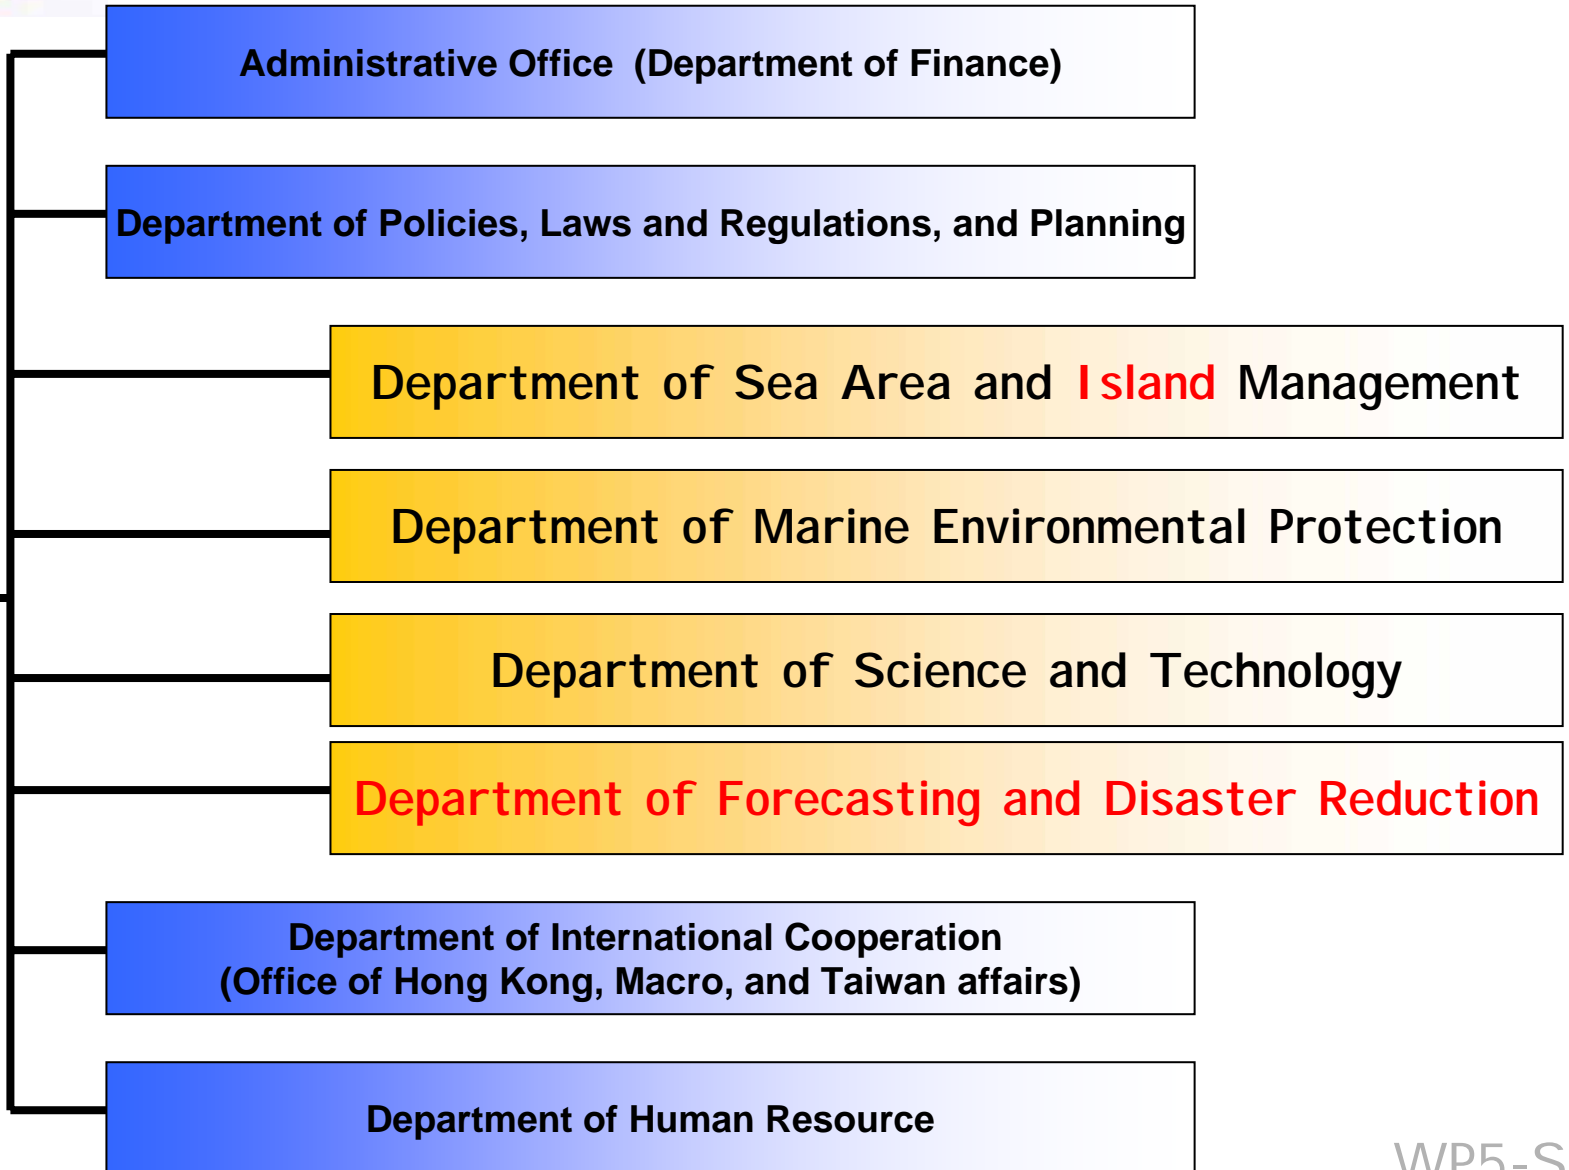 Administrative Office (Department of Finance)
Department of Policies, Laws and Regulations, and Planning
Department of Sea Area and Island Management
Department of Marine Environmental Protection
Department of Science and Technology
Department of Forecasting and Disaster Reduction
Department of International Cooperation
(Office of Hong Kong, Macro, and Taiwan affairs)
Department of Human Resource
WP5-S